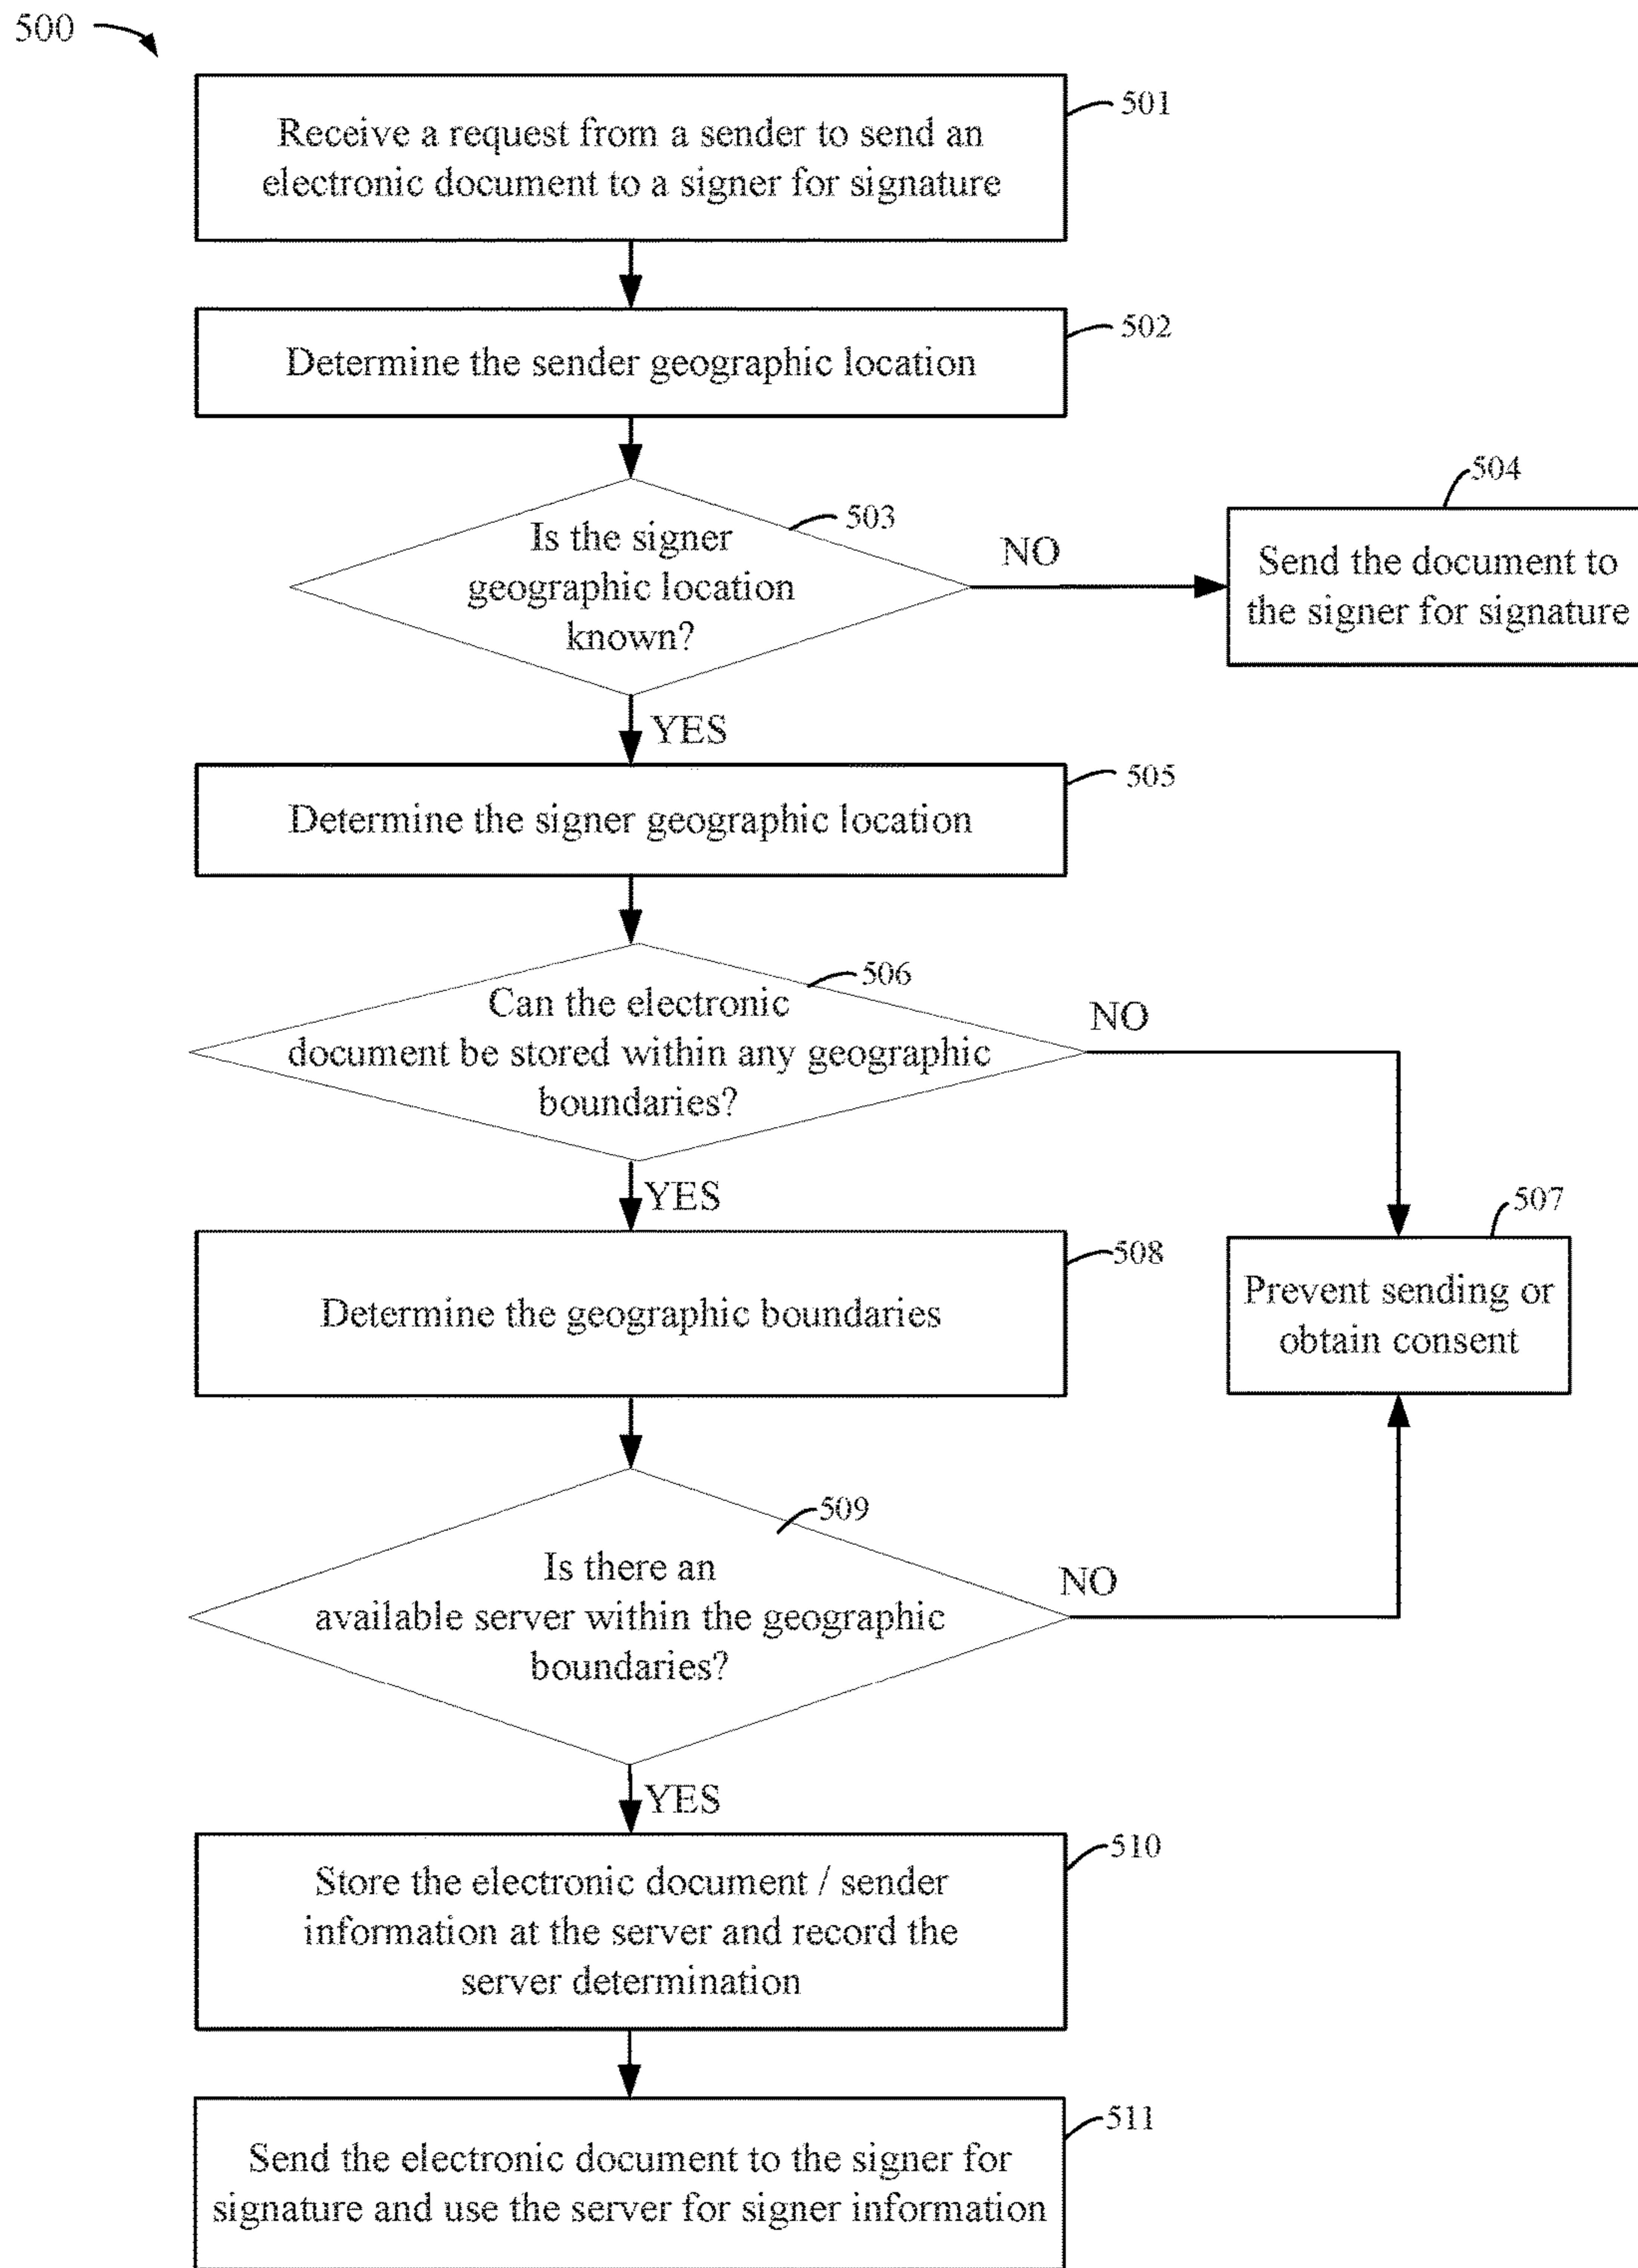 500
501
Receive a request from a sender to send an
electronic document to a signer for signature
502
Determine the sender geographic location
503
Is the signer
geographic location
known?
NO
504
Send the document to
the signer for signature
YES
505
Determine the signer geographic location
506
Can the electronic
document be stored within any geographic
boundaries?
NO
507
Prevent sending or
obtain consent
YES
508
Determine the geographic boundaries
509
Is there an
available server within the geographic
boundaries?
NO
YES
510
Store the electronic document / sender
information at the server and record the
server determination
511
Send the electronic document to the signer for
signature and use the server for signer information